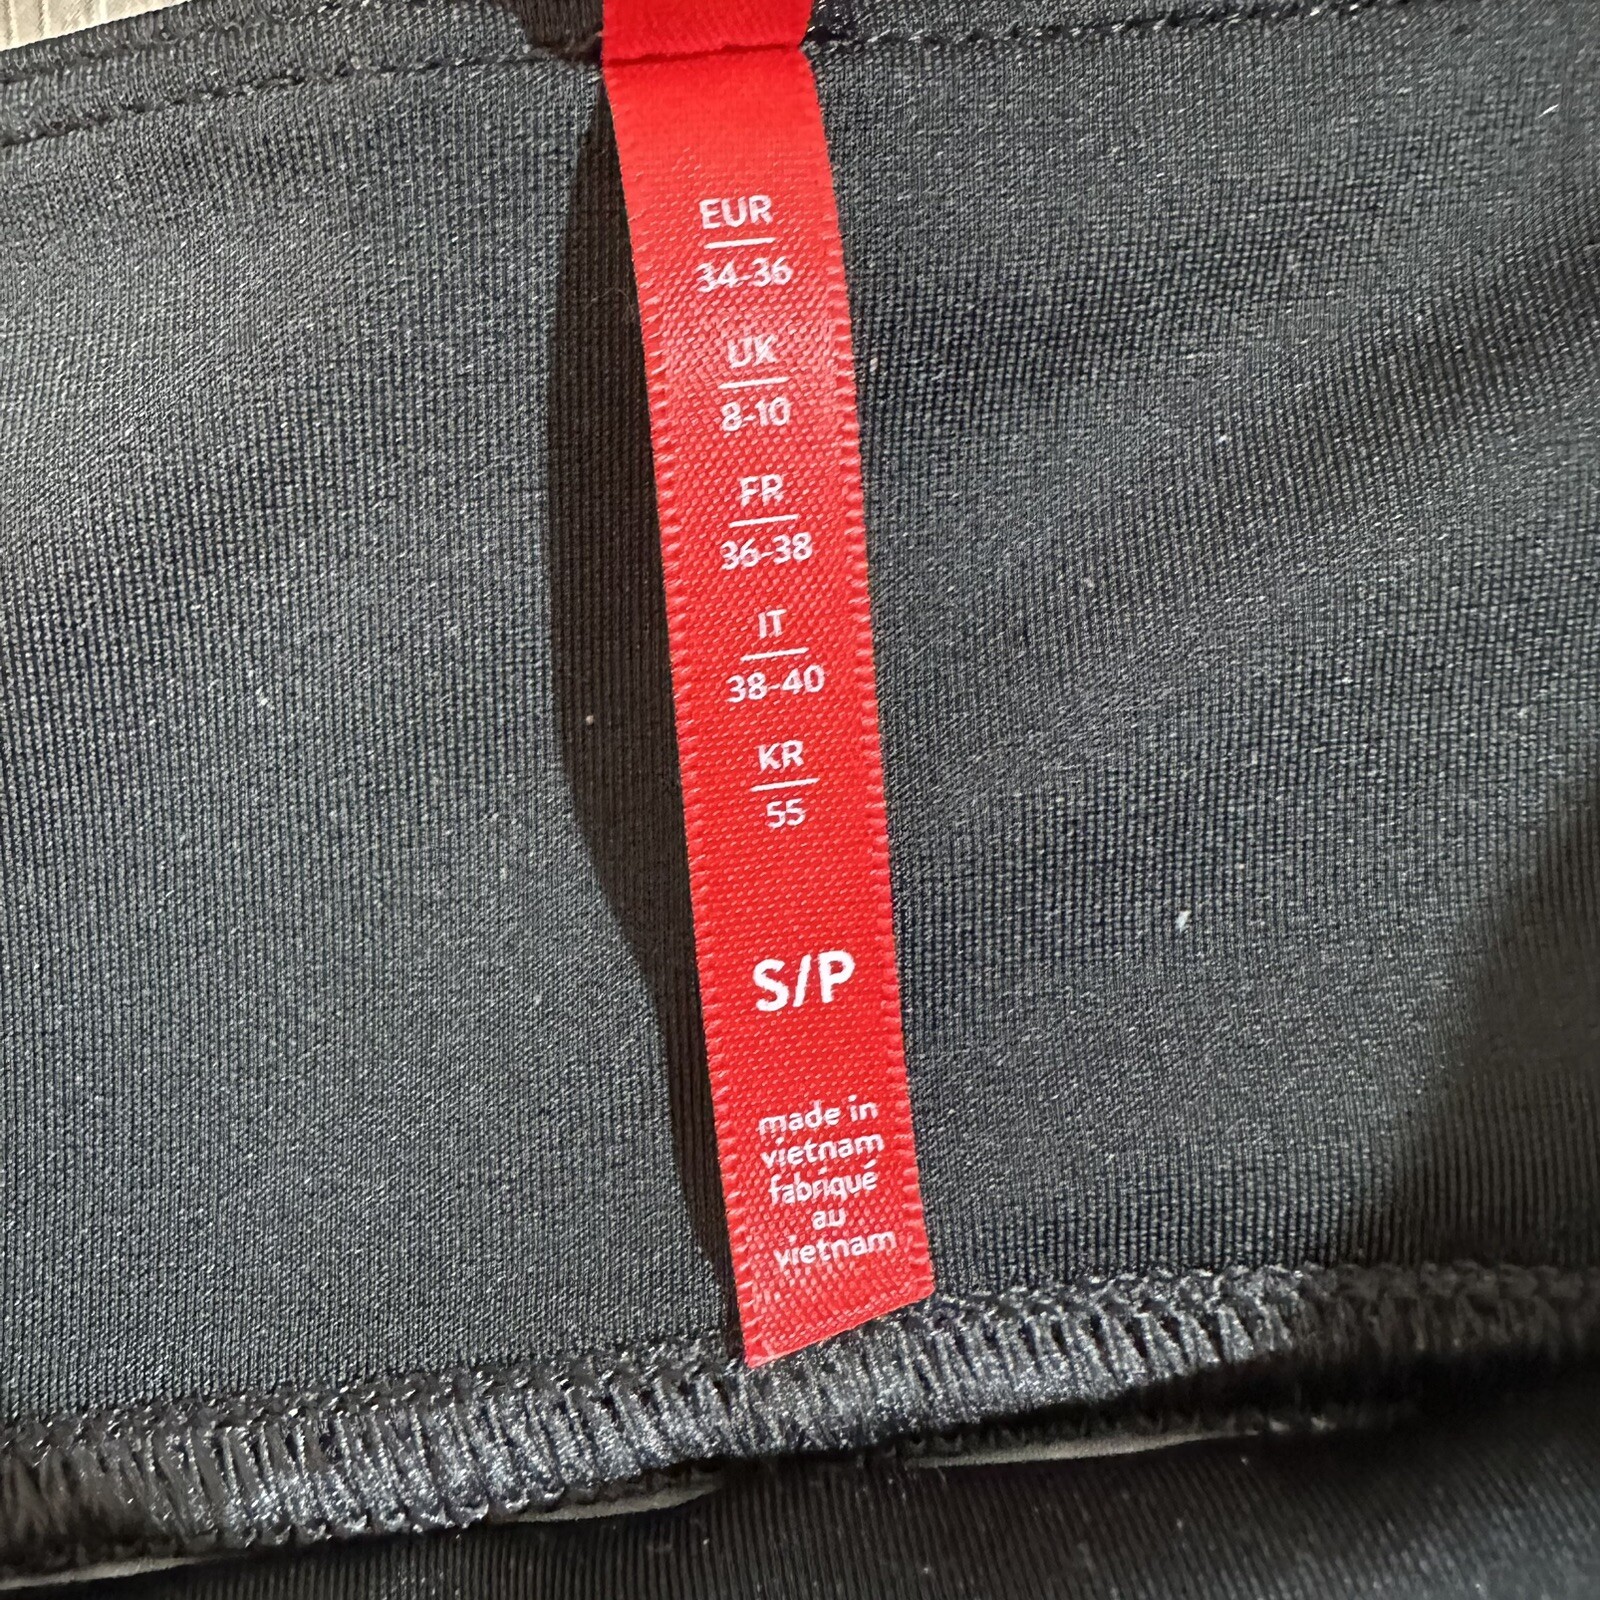 EUR
34-36
UK
8-10
FR
36-38
IT
38-40
KR
55
S/P
made in
vietnam
fabriqué
au
vietnam